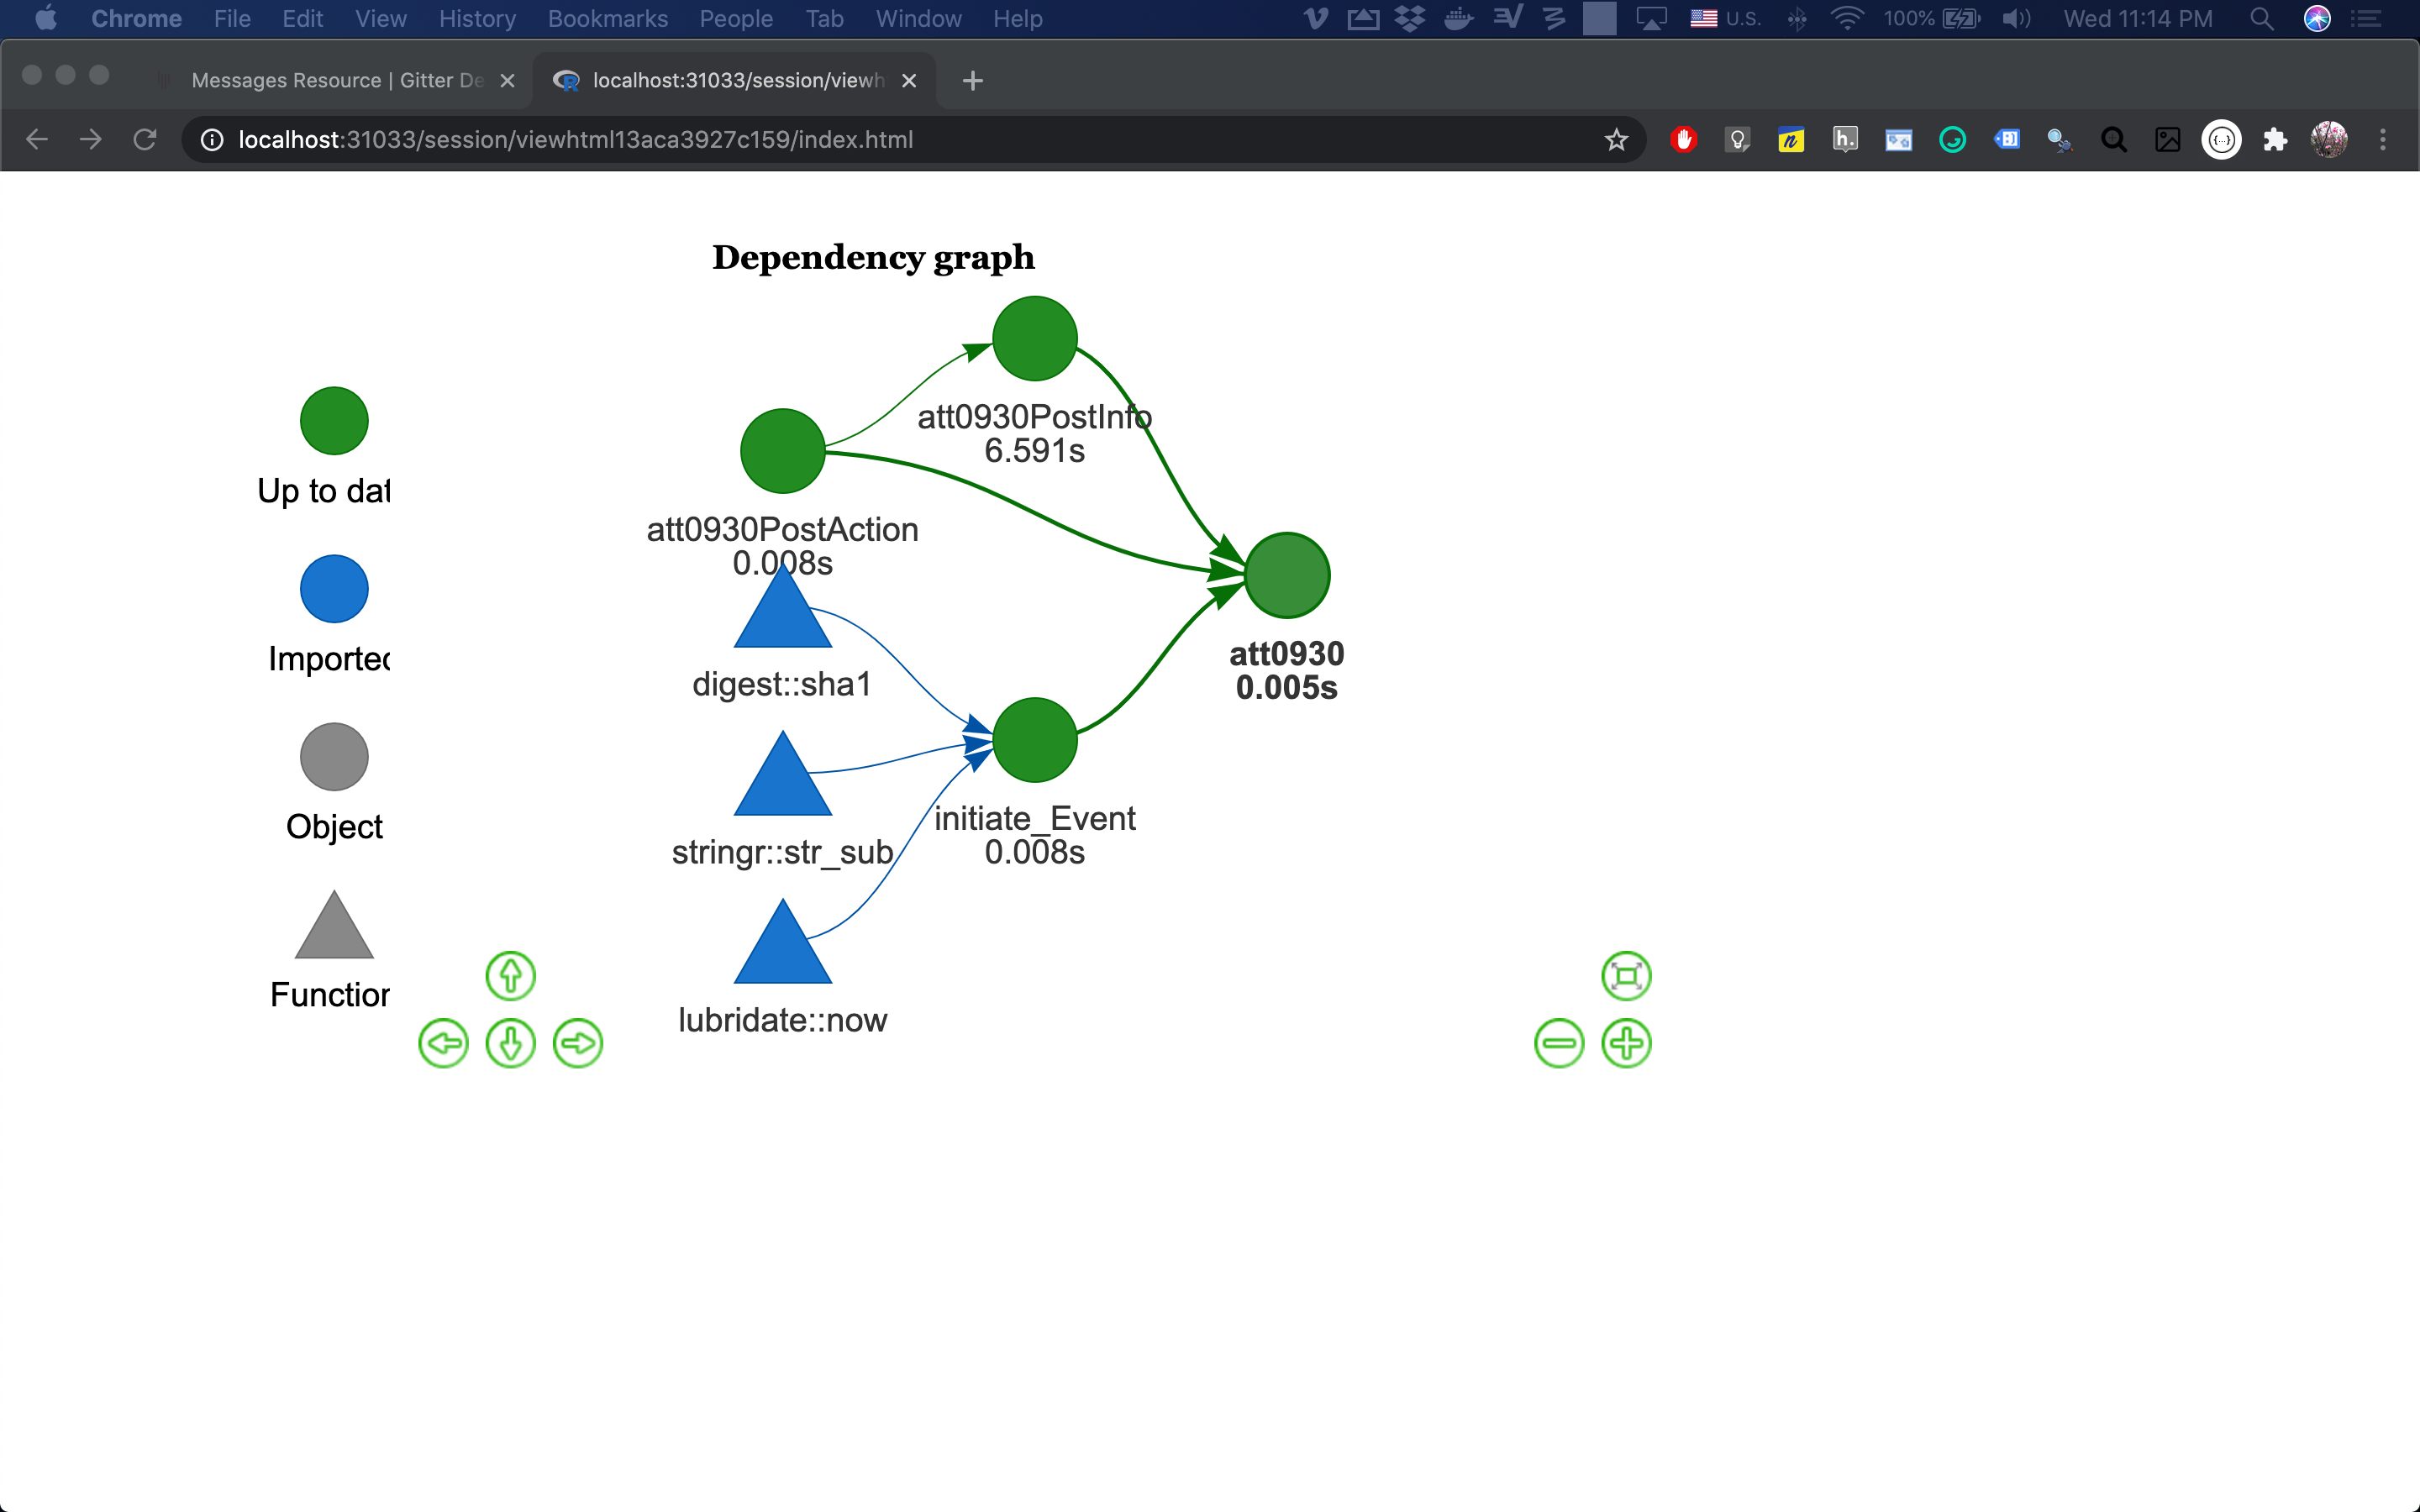 Chrome File Edit View History Bookmarks People Tab Window Help U.S. 100% Wed 11:14 PM
Messages Resource | Gitter De
localhost:31033/session/viewh
localhost:31033/session/viewhtml13aca3927c159/index.html
Dependency graph
Up to dat
Imported
Object
Function
att0930PostInfo
6.591s
att0930PostAction
0.008s
att0930
0.005s
digest::sha1
stringr::str_sub
initiate_Event
0.008s
lubridate::now